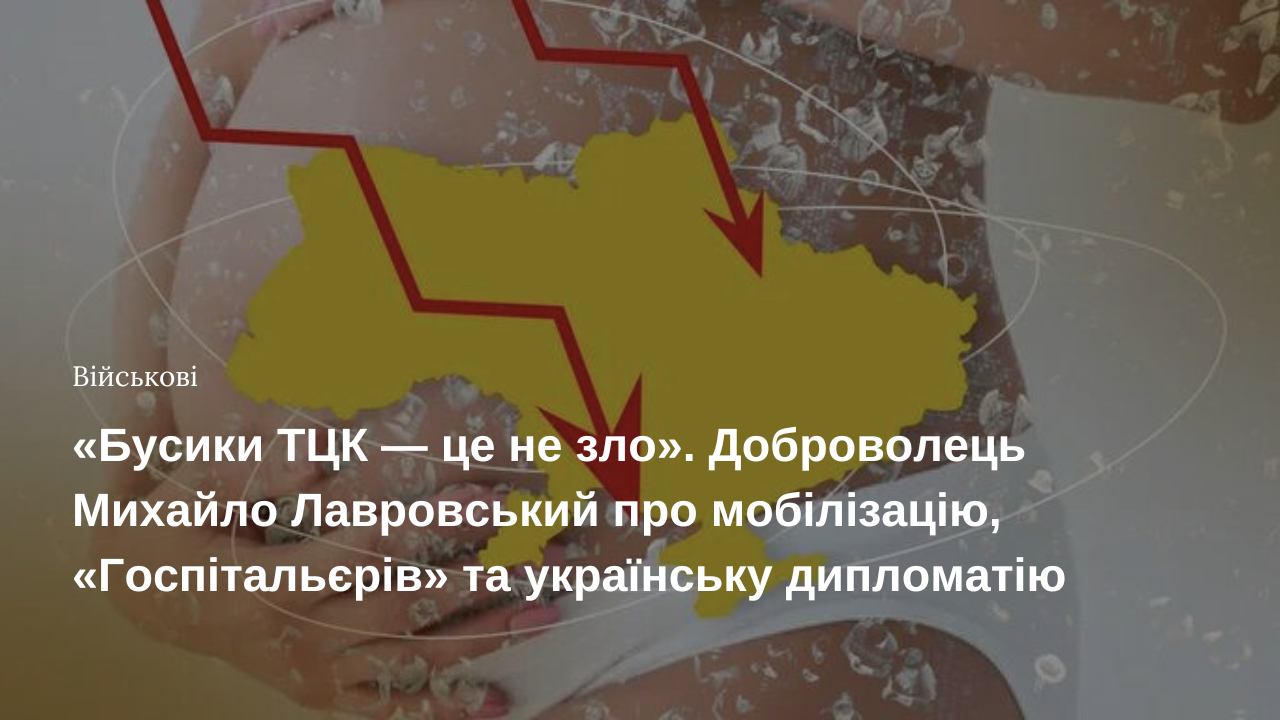 Військові
«Бусики ТЦК — це не зло». Доброволець
Михайло Лавровський про мобілізацію,
«Госпітальєрів» та українську дипломатію